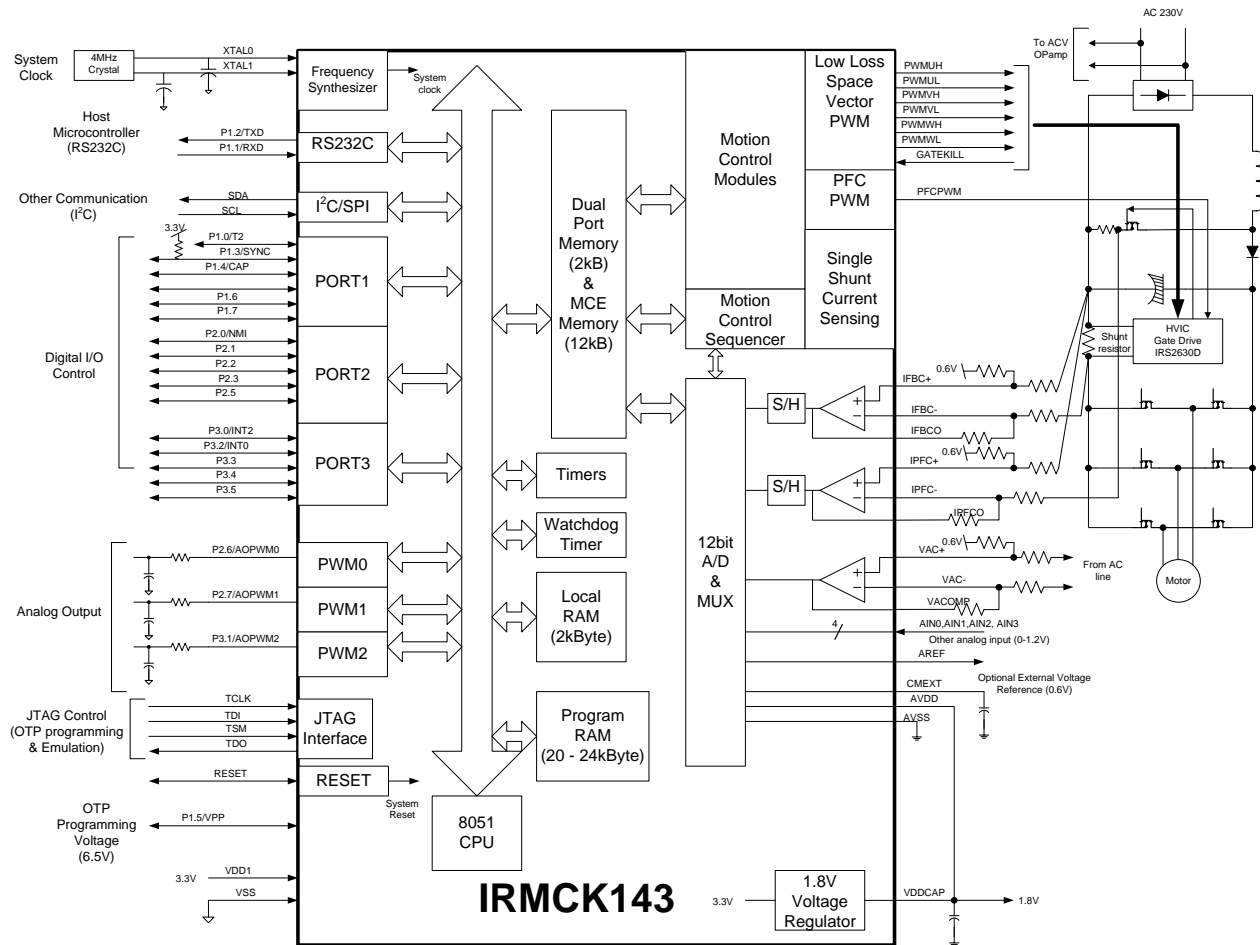 System
Clock
4MHz
Crystal
XTAL0
XTAL1
Frequency
Synthesizer
System
clock
Host
Microcontroller
(RS232C)
P1.2/TXD
P1.1/RXD
RS232C
Other Communication
(I2C)
SDA
SCL
I2C/SPI
Digital I/O
Control
3.3V
P1.0/T2
P1.3/SYNC
P1.4/CAP
P1.6
P1.7
PORT1
P2.0/NMI
P2.1
P2.2
P2.3
P2.5
PORT2
P3.0/INT2
P3.2/INT0
P3.3
P3.4
P3.5
PORT3
Analog Output
P2.6/AOPWM0
P2.7/AOPWM1
P3.1/AOPWM2
PWM0
PWM1
PWM2
JTAG Control
(OTP programming
& Emulation)
TCLK
TDI
TSM
TDO
JTAG
Interface
RESET
RESET
System
Reset
OTP
Programming
Voltage
(6.5V)
P1.5/VPP
3.3V
VDD1
VSS
8051
CPU
Dual
Port
Memory
(2kB)
&
MCE
Memory
(12kB)
Timers
Watchdog
Timer
Local
RAM
(2kByte)
Program
RAM
(20 - 24kByte)
Motion
Control
Modules
Motion
Control
Sequencer
Low Loss
Space
Vector
PWM
PFC
PWM
Single
Shunt
Current
Sensing
12bit
A/D
&
MUX
S/H
S/H
IRMCK143
3.3V
1.8V
Voltage
Regulator
PWMUH
PWMUL
PWMVH
PWMVL
PWMWH
PWMWL
GATEKILL
PFCPWM
IFBC+
0.6V
IFBC-
IFBCO
0.6V
IPFC+
IPFC-
IPFCO
0.6V
VAC+
VAC-
VACOMP
From AC
line
4
AIN0,AIN1,AIN2, AIN3
Other analog input (0-1.2V)
AREF
Optional External Voltage
Reference (0.6V)
CMEXT
AVDD
AVSS
VDDCAP
1.8V
AC 230V
To ACV
OPamp
Shunt
resistor
HVIC
Gate Drive
IRS2630D
Motor